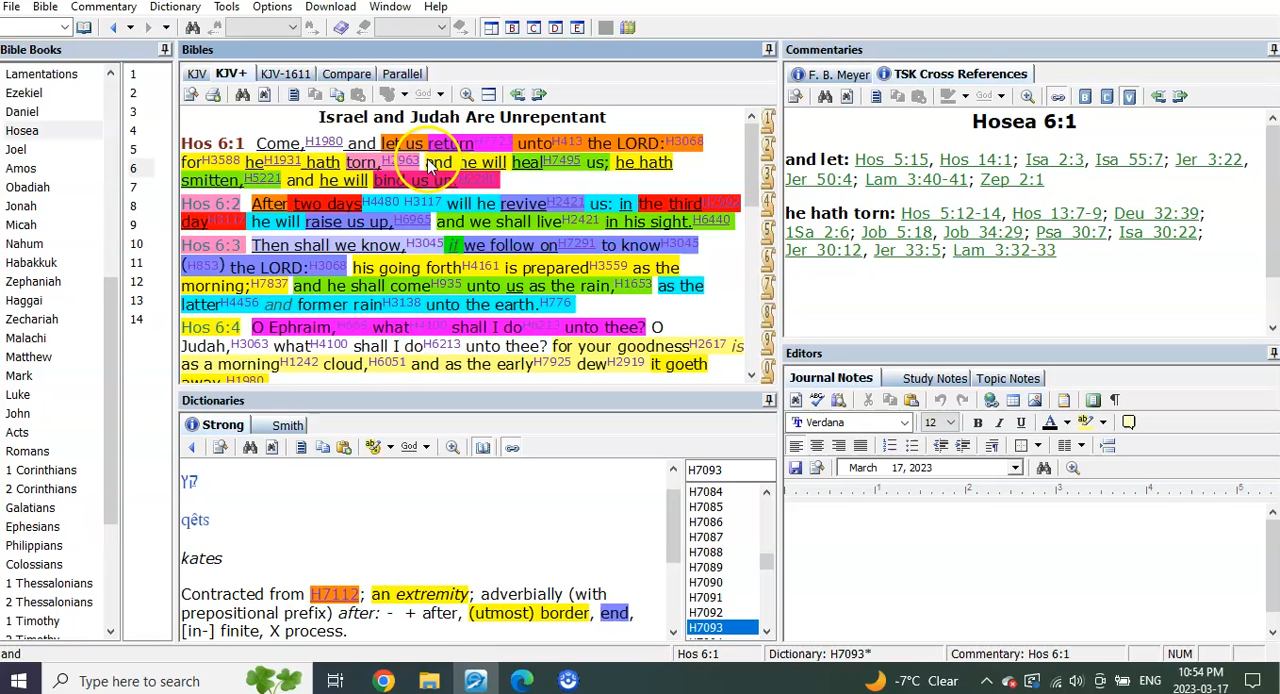 File Bible Commentary Dictionary Tools Options Download Window Help
Bible Books
Bibles
Commentaries
KJV KJV+ KJV-1611 Compare Parallel
F. B. Meyer TSK Cross References
Lamentations
Ezekiel
Daniel
Hosea
Joel
Amos
Obadiah
Jonah
Micah
Nahum
Habakkuk
Zephaniah
Haggai
Zechariah
Malachi
Matthew
Mark
Luke
John
Acts
Romans
1 Corinthians
2 Corinthians
Galatians
Ephesians
Philippians
Colossians
1 Thessalonians
2 Thessalonians
1 Timothy
2 Timothy
1
2
3
4
5
6
7
8
9
10
11
12
13
14
God
Israel and Judah Are Unrepentant
Hos 6:1 Come,H1980 and let us return unto H413 the LORD:H3068
for H3588 he H1931 hath torn, and he will heal H7495 us; he hath
smitten,H5221 and he will bind us up.
Hos 6:2 After two days H4480 H3117 will he revive H2421 us: in the third
day he will raise us up,H6965 and we shall live H2421 in his sight.H6440
Hos 6:3 Then shall we know,H3045 if we follow on H7291 to know H3045
(H853) the LORD:H3068 his going forth H4161 is prepared H3559 as the
morning;H7837 and he shall come H935 unto us as the rain,H1653 as the
latter H4456 and former rain H3138 unto the earth.H776
Hos 6:4 O Ephraim,H669 what H4100 shall I do H6213 unto thee? O
Judah,H3063 what H4100 shall I do H6213 unto thee? for your goodness H2617 is
as a morning H1242 cloud,H6051 and as the early H7925 dew H2919 it goeth
away.H1980
God
Hosea 6:1
and let: Hos 5:15, Hos 14:1, Isa 2:3, Isa 55:7, Jer 3:22,
Jer 50:4, Lam 3:40-41, Zep 2:1
he hath torn: Hos 5:12-14, Hos 13:7-9, Deu 32:39,
1Sa 2:6, Job 5:18, Job 34:29, Psa 30:7, Isa 30:22,
Jer 30:12, Jer 33:5, Lam 3:32-33
Dictionaries
Strong Smith
God
קץ
qêts
kates
Contracted from H7112; an extremity; adverbially (with
prepositional prefix) after: - + after, (utmost) border, end,
[in-] finite, X process.
H7093
H7084
H7085
H7086
H7087
H7088
H7089
H7090
H7091
H7092
H7093
Editors
Journal Notes Study Notes Topic Notes
Verdana 12 B I U A ab
March 17, 2023
1 2 3 4 5
and Hos 6:1 Dictionary: H7093* Commentary: Hos 6:1 NUM
Type here to search
-7°C Clear
ENG
10:54 PM
2023-03-17